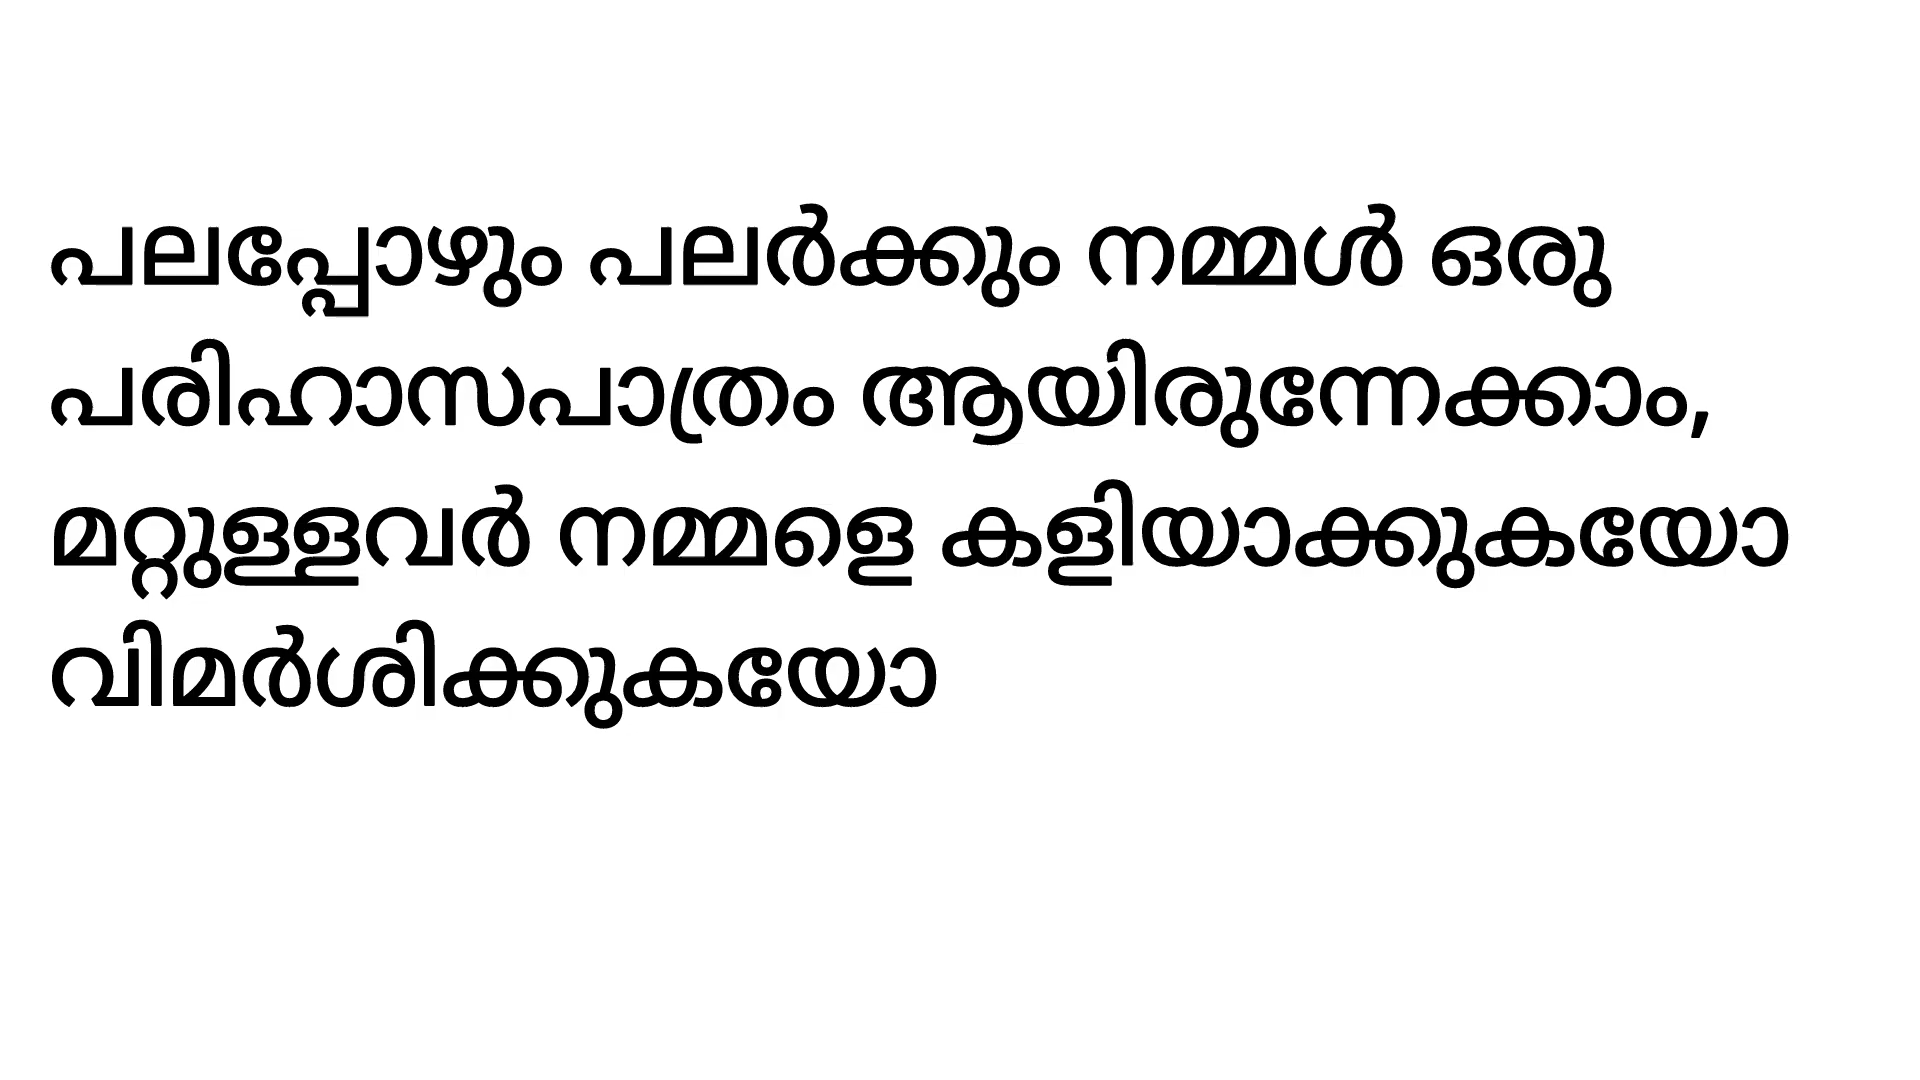 പലപ്പോഴും പലർക്കും നമ്മൾ ഒരു
പരിഹാസപാത്രം ആയിരുന്നേക്കാം,
മറ്റുള്ളവർ നമ്മളെ കളിയാക്കുകയോ
വിമർശിക്കുകയോ